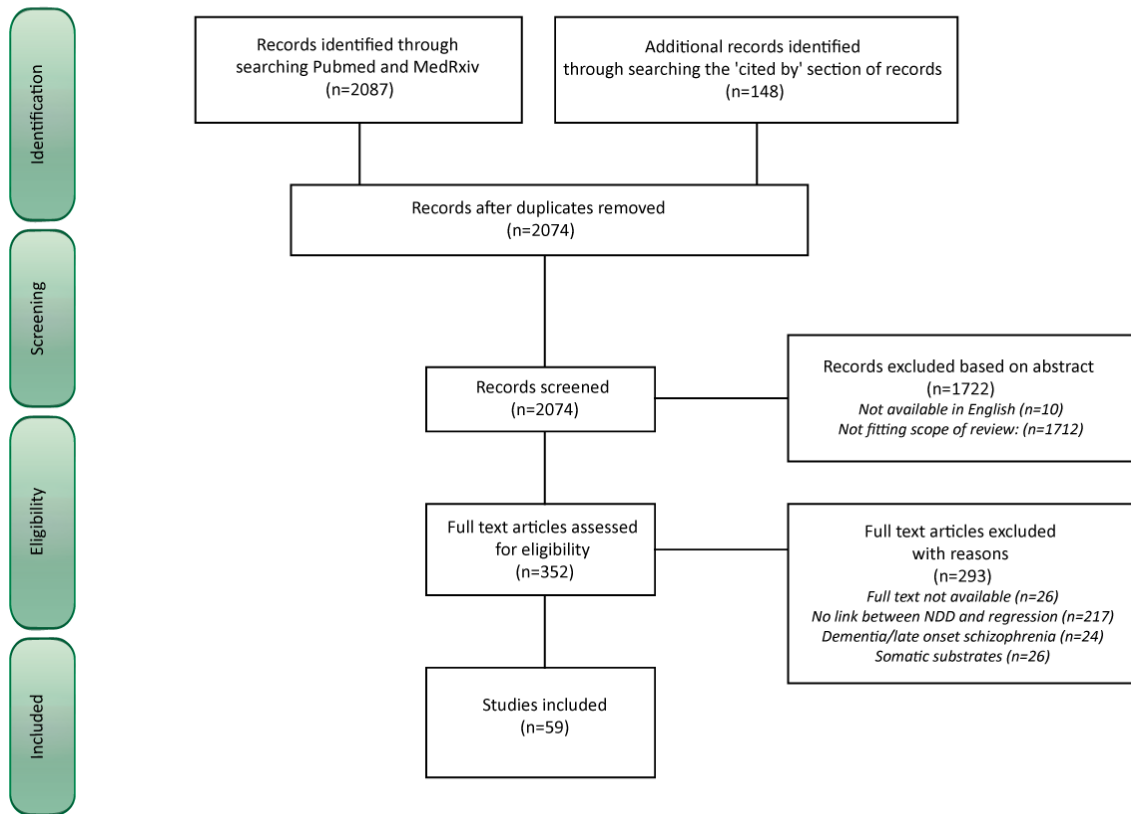 Identification
Records identified through
searching Pubmed and MedRxiv
(n=2087)
Additional records identified
through searching the 'cited by' section of records
(n=148)
Records after duplicates removed
(n=2074)
Screening
Records screened
(n=2074)
Records excluded based on abstract
(n=1722)
Not available in English (n=10)
Not fitting scope of review: (n=1712)
Eligibility
Full text articles assessed
for eligibility
(n=352)
Full text articles excluded
with reasons
(n=293)
Full text not available (n=26)
No link between NDD and regression (n=217)
Dementia/late onset schizophrenia (n=24)
Somatic substrates (n=26)
Included
Studies included
(n=59)